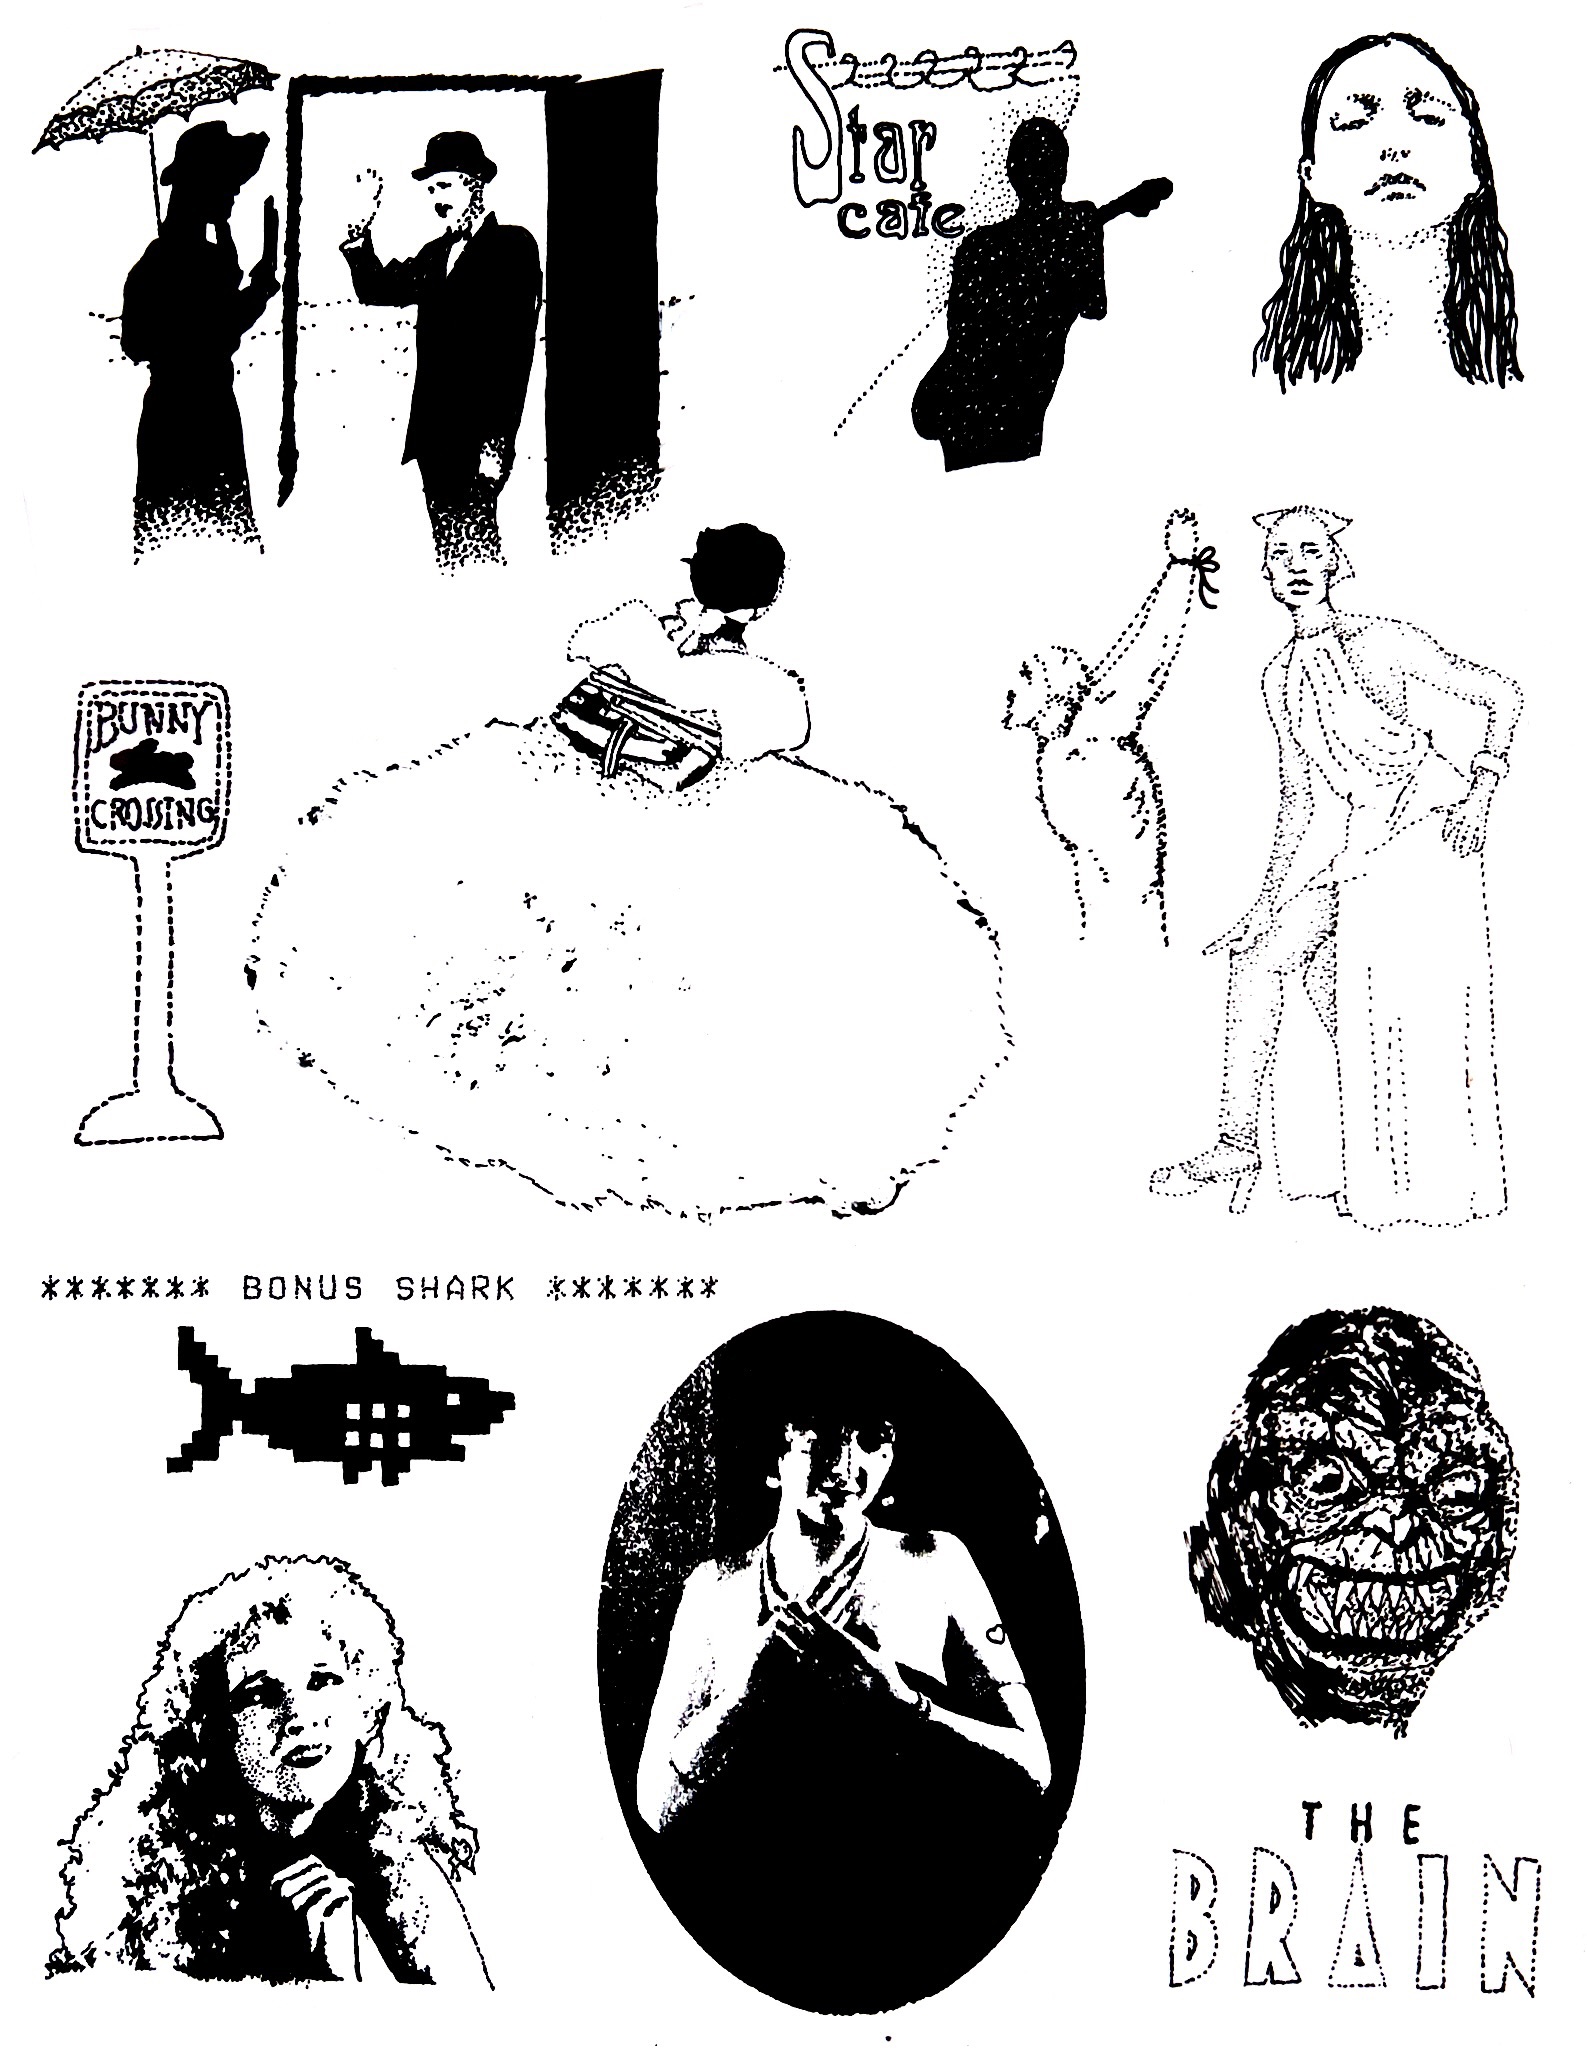 Star
cafe
BUNNY
CROSSING
******* BONUS SHARK *******
THE
BRAIN